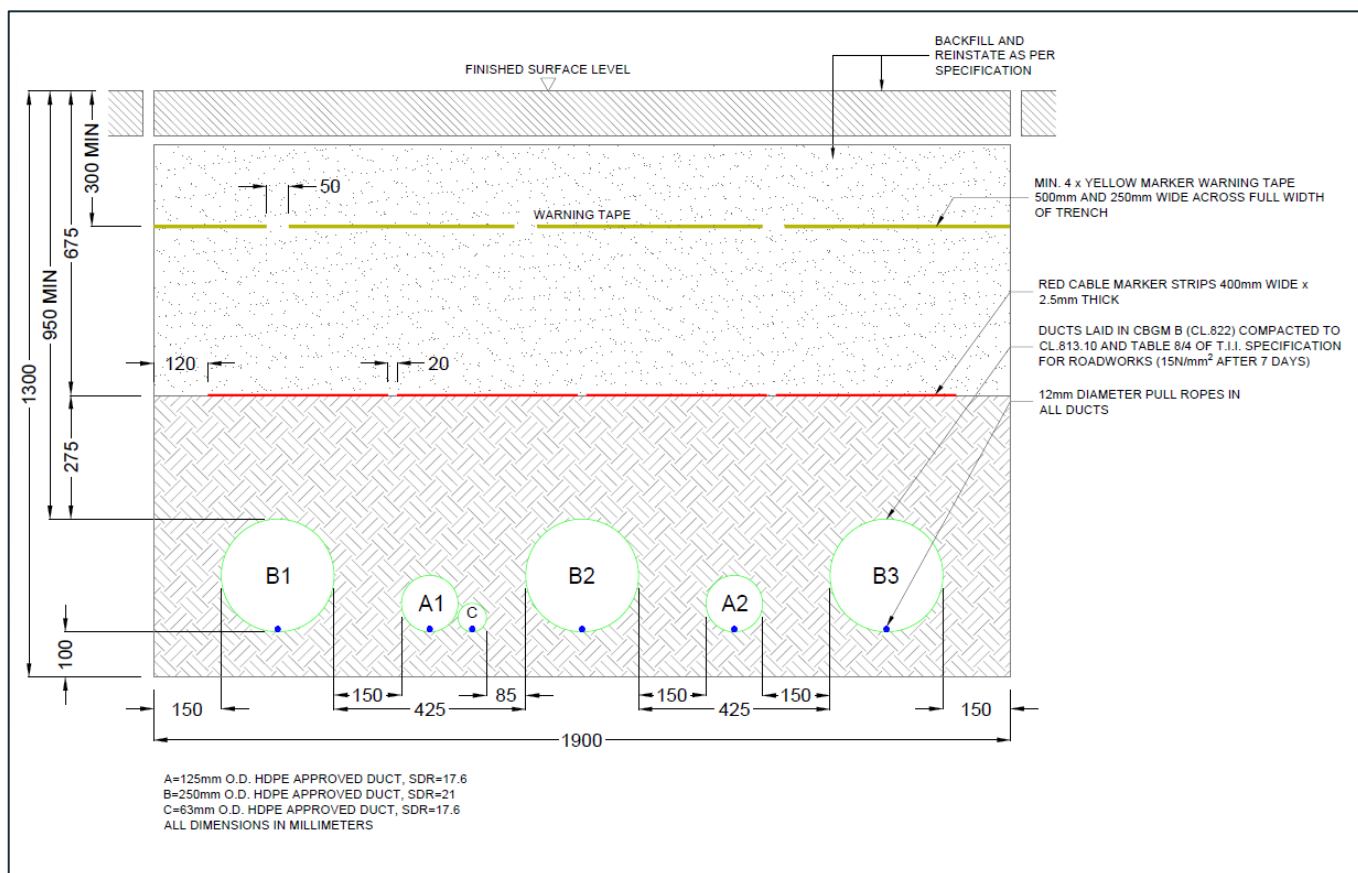 BACKFILL AND
REINSTATE AS PER
SPECIFICATION
FINISHED SURFACE LEVEL
300 MIN
50
MIN. 4 x YELLOW MARKER WARNING TAPE
500mm AND 250mm WIDE ACROSS FULL WIDTH
OF TRENCH
WARNING TAPE
675
950 MIN
1300
RED CABLE MARKER STRIPS 400mm WIDE x
2.5mm THICK
120
20
DUCTS LAID IN CBGM B (CL.822) COMPACTED TO
CL.813.10 AND TABLE 8/4 OF T.I.I. SPECIFICATION
FOR ROADWORKS (15N/mm² AFTER 7 DAYS)
12mm DIAMETER PULL ROPES IN
ALL DUCTS
275
B1
A1
C
B2
A2
B3
100
150
150
85
150
150
150
425
425
1900
A=125mm O.D. HDPE APPROVED DUCT, SDR=17.6
B=250mm O.D. HDPE APPROVED DUCT, SDR=21
C=63mm O.D. HDPE APPROVED DUCT, SDR=17.6
ALL DIMENSIONS IN MILLIMETERS